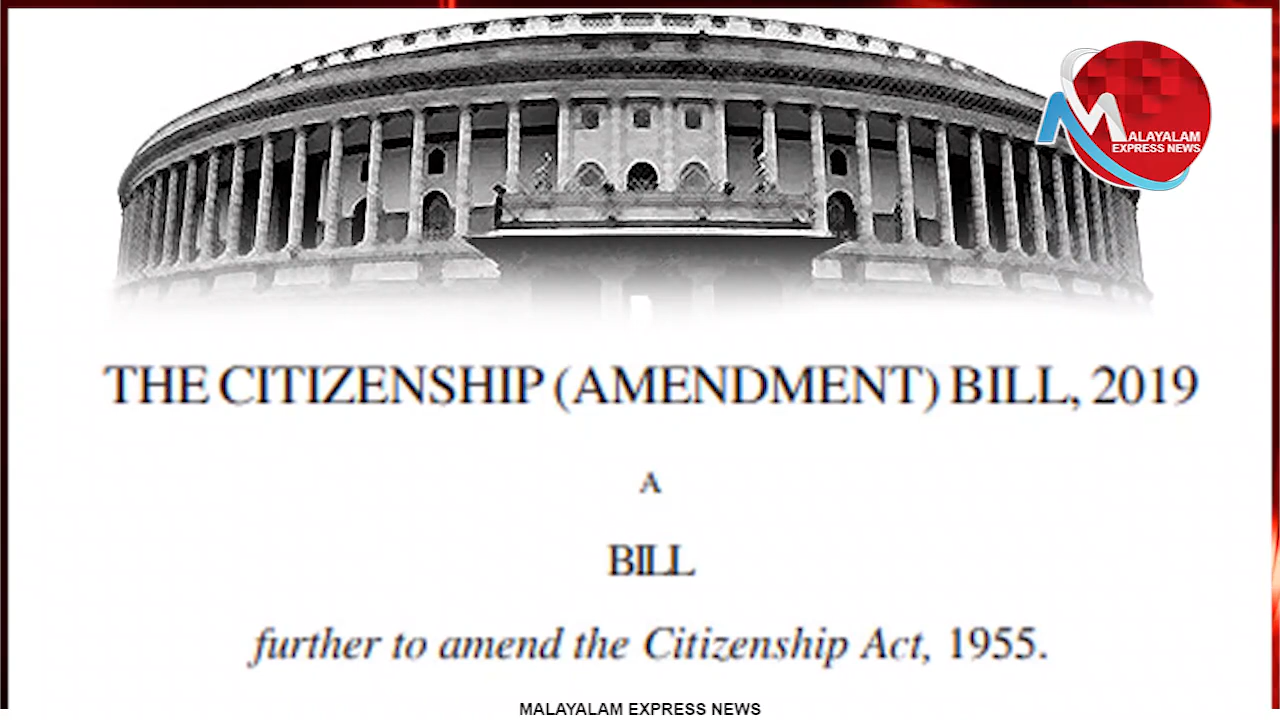 MALAYALAM
EXPRESS NEWS
THE CITIZENSHIP (AMENDMENT) BILL, 2019
A
BILL
further to amend the Citizenship Act, 1955.
MALAYALAM EXPRESS NEWS